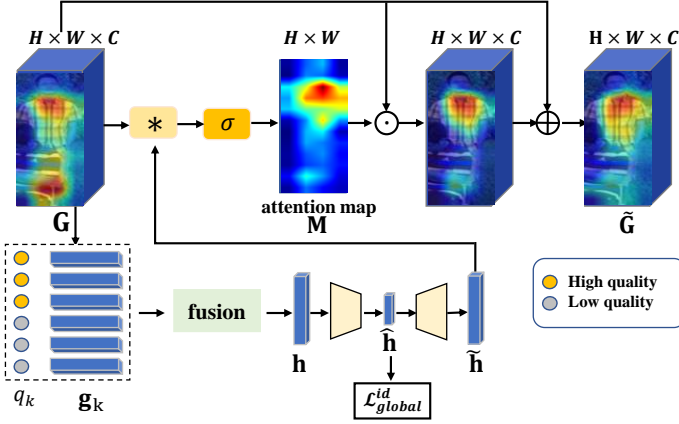 H × W × C
H × W
H × W × C
H × W × C
*
σ
attention map
M
G
G̃
High quality
Low quality
fusion
h
ĥ
h̃
q_k
g_k
ℒ^{id}_{global}